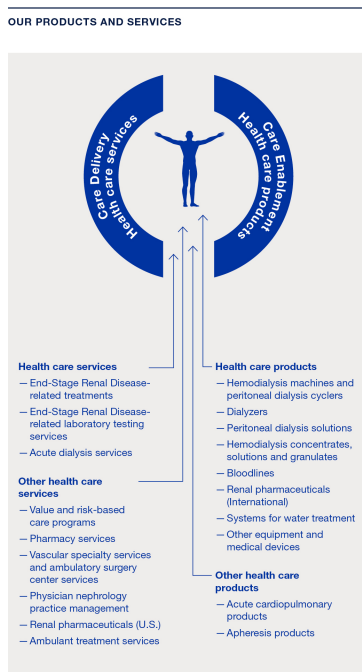 OUR PRODUCTS AND SERVICES
Care Delivery
Health care services
Care Enablement
Health care products
Health care services
— End-Stage Renal Disease-
related treatments
— End-Stage Renal Disease-
related laboratory testing
services
— Acute dialysis services
Other health care
services
— Value and risk-based
care programs
— Pharmacy services
— Vascular specialty services
and ambulatory surgery
center services
— Physician nephrology
practice management
— Renal pharmaceuticals (U.S.)
— Ambulant treatment services
Health care products
— Hemodialysis machines and
peritoneal dialysis cyclers
— Dialyzers
— Peritoneal dialysis solutions
— Hemodialysis concentrates,
solutions and granulates
— Bloodlines
— Renal pharmaceuticals
(International)
— Systems for water treatment
— Other equipment and
medical devices
Other health care
products
— Acute cardiopulmonary
products
— Apheresis products